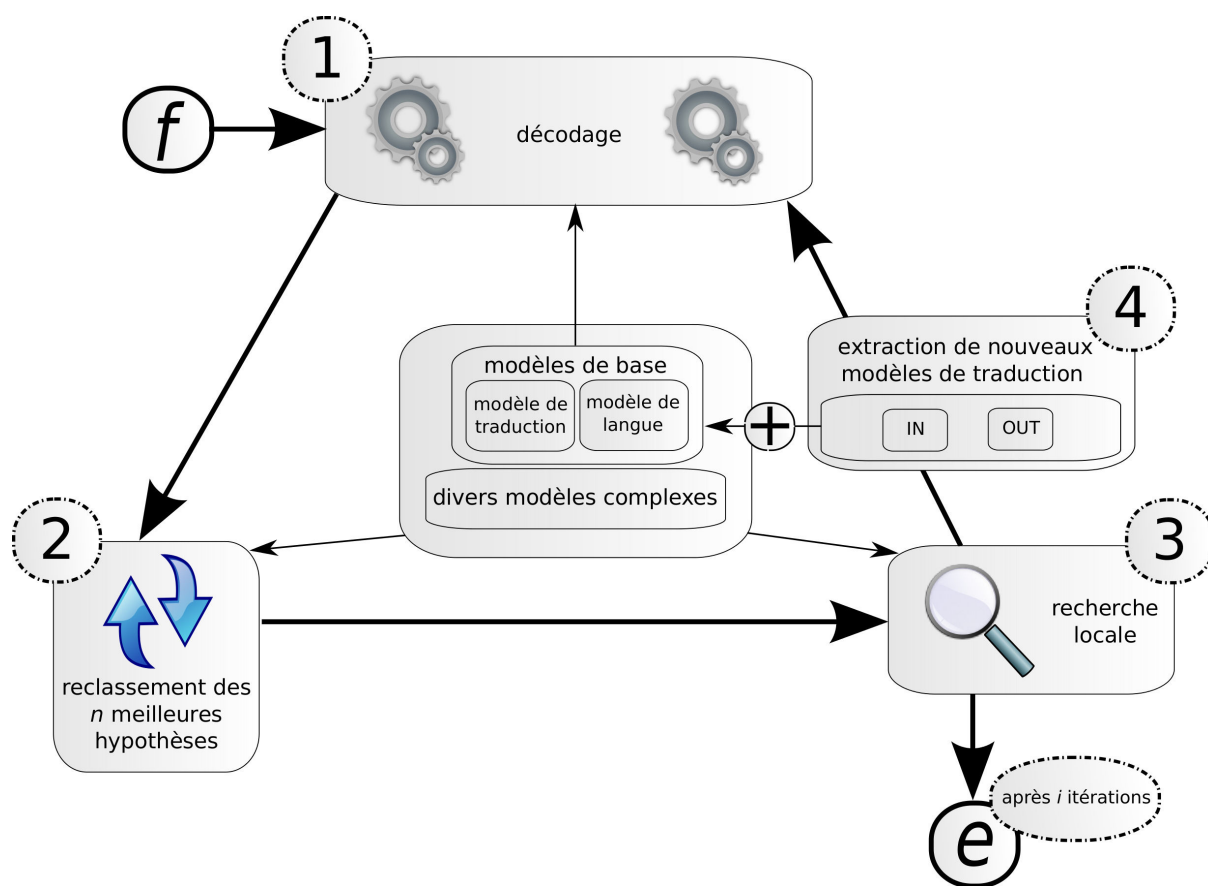 1
f
décodage
4
extraction de nouveaux
modèles de traduction
IN
OUT
+
modèles de base
modèle de
traduction
modèle de
langue
divers modèles complexes
2
reclassement des
n meilleures
hypothèses
3
recherche
locale
après i itérations
e